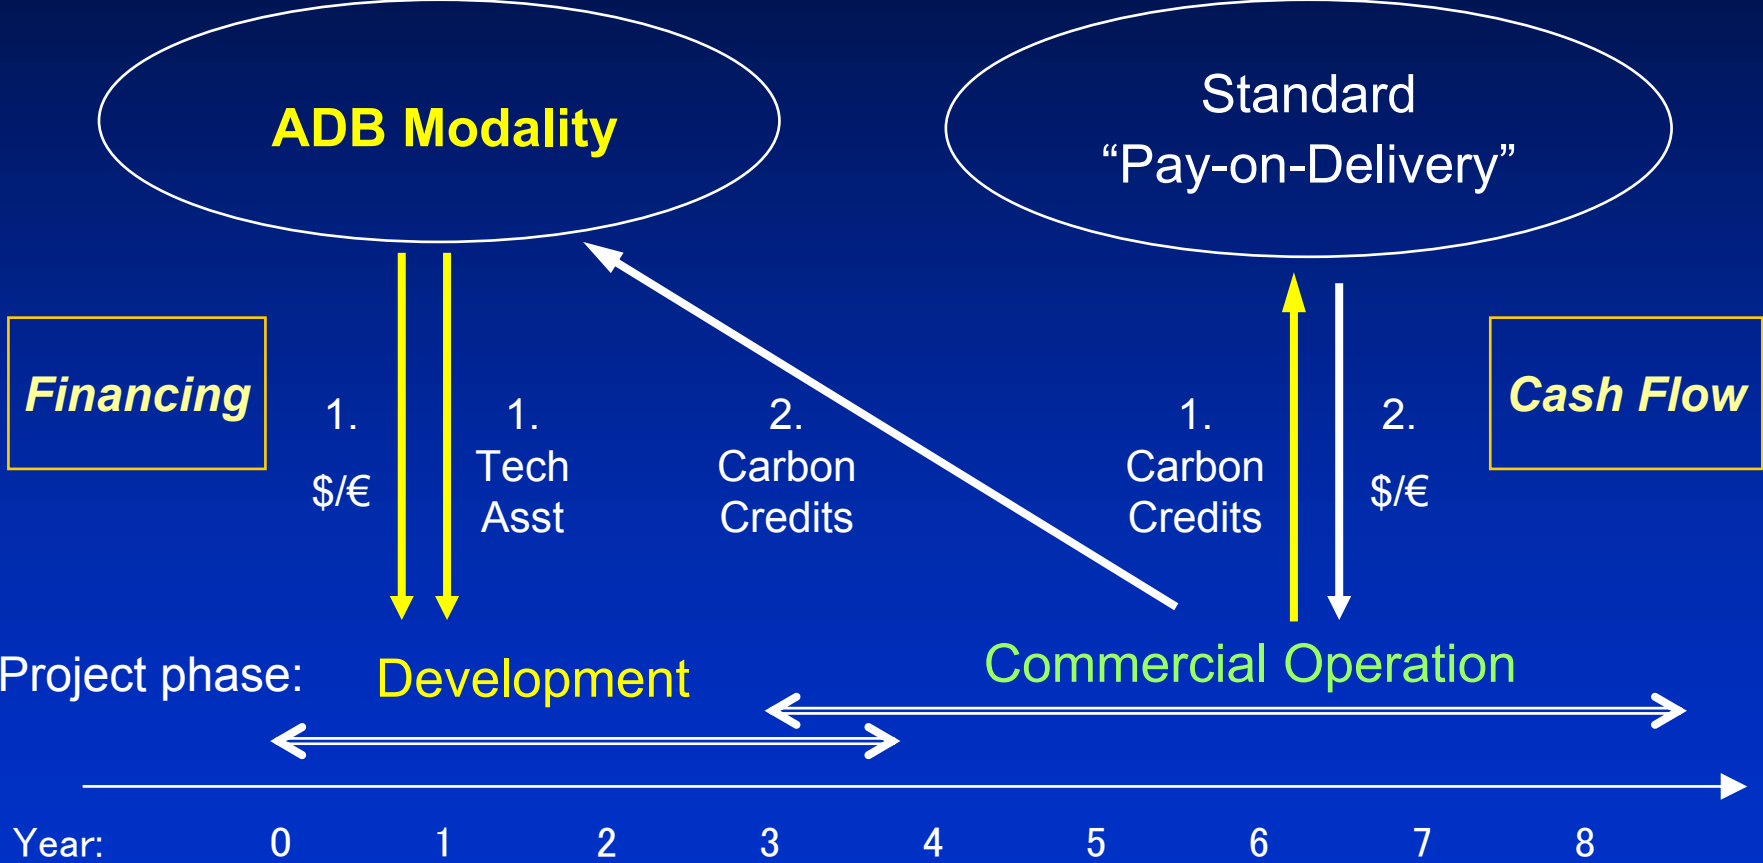 ADB Modality
Standard
“Pay-on-Delivery”
Financing
1.
$/€
1.
Tech
Asst
2.
Carbon
Credits
1.
Carbon
Credits
2.
$/€
Cash Flow
Project phase:
Development
Commercial Operation
Year: 0 1 2 3 4 5 6 7 8